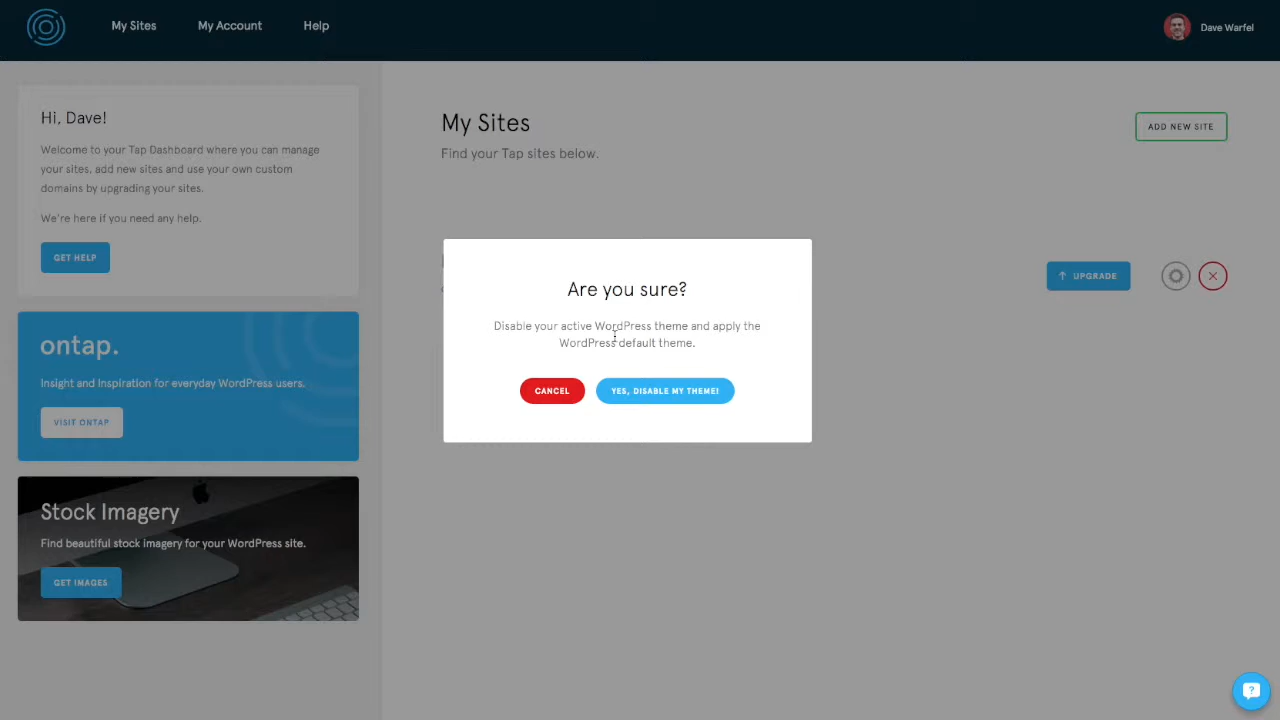 My Sites
My Account
Help
Dave Warfel
Hi, Dave!
Welcome to your Tap Dashboard where you can manage
your sites, add new sites and use your own custom
domains by upgrading your sites.
We're here if you need any help.
GET HELP
ontap.
Insight and Inspiration for everyday WordPress users.
VISIT ONTAP
Stock Imagery
Find beautiful stock imagery for your WordPress site.
GET IMAGES
My Sites
ADD NEW SITE
Find your Tap sites below.
UPGRADE
Are you sure?
Disable your active WordPress theme and apply the
WordPress default theme.
CANCEL
YES, DISABLE MY THEME!